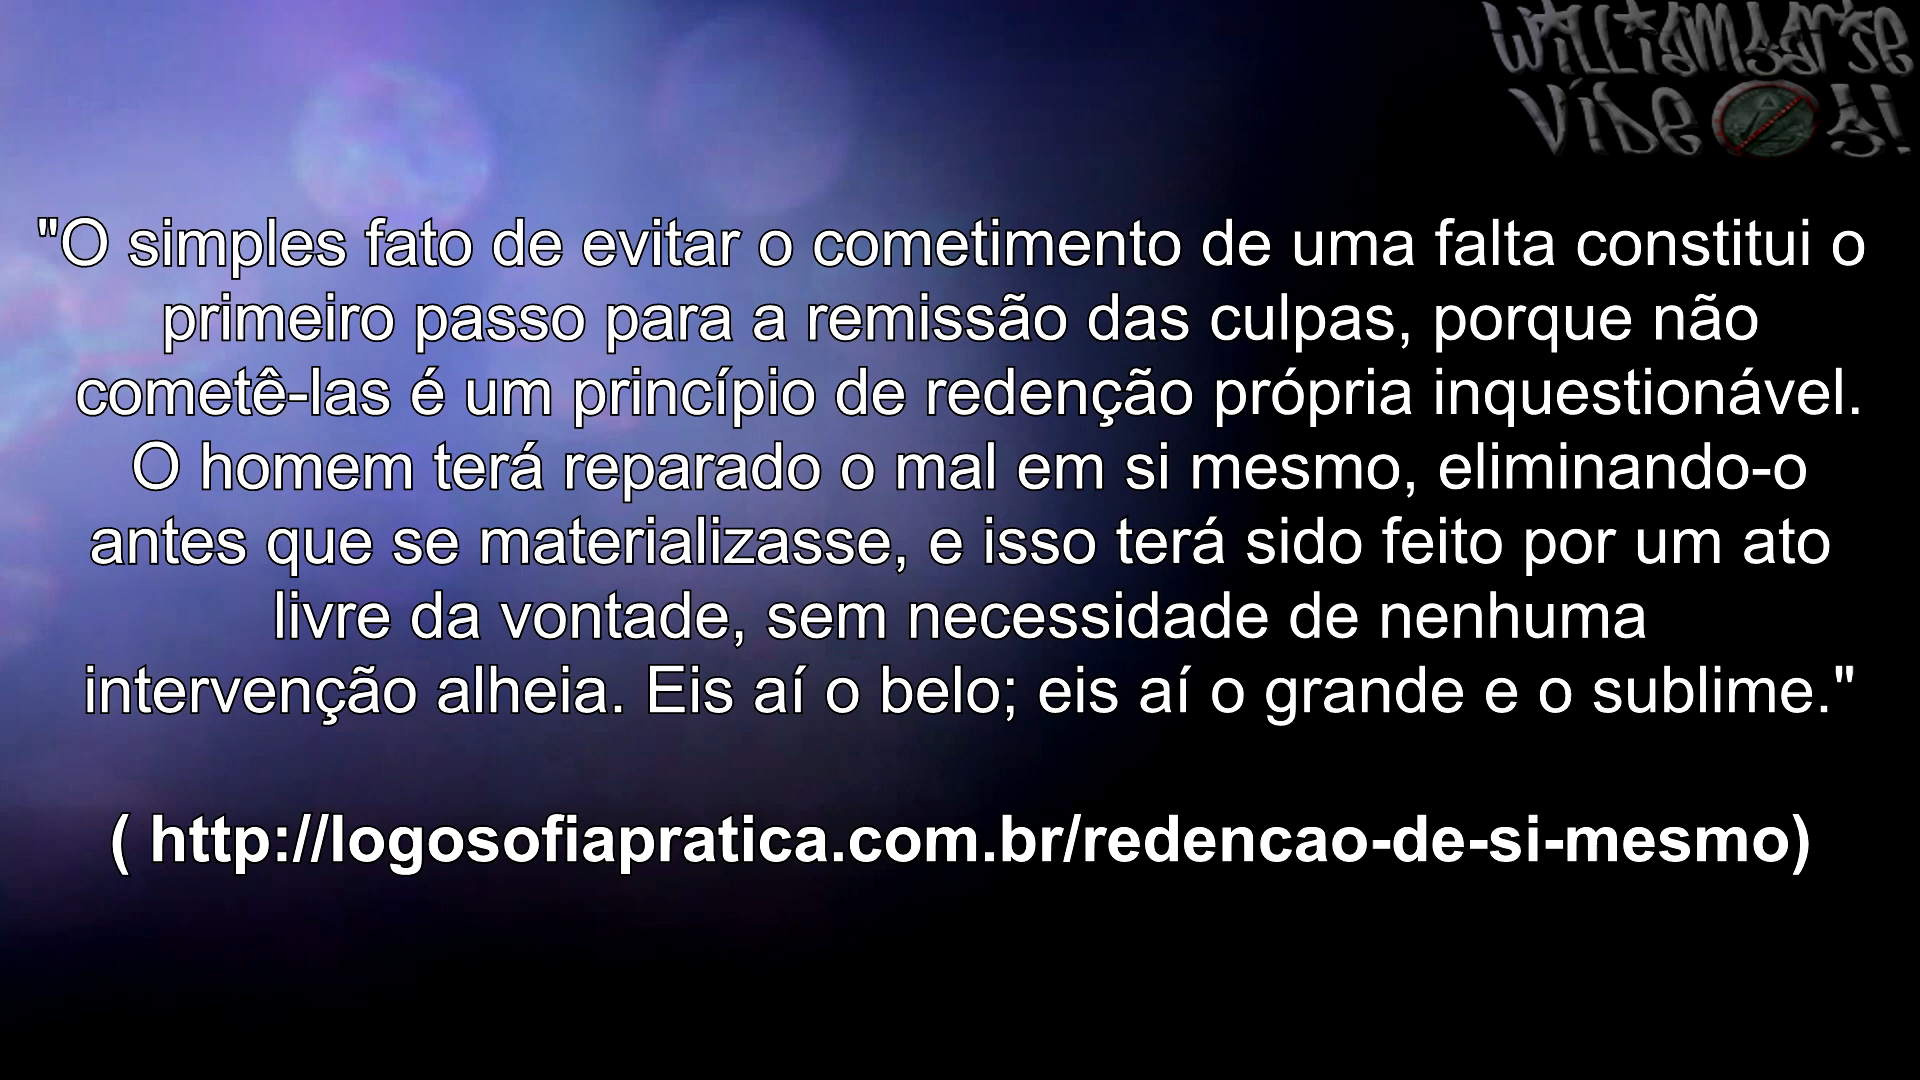 WILLIAMSARTSE
VÍDEOS!
"O simples fato de evitar o cometimento de uma falta constitui o
primeiro passo para a remissão das culpas, porque não
cometê-las é um princípio de redenção própria inquestionável.
O homem terá reparado o mal em si mesmo, eliminando-o
antes que se materializasse, e isso terá sido feito por um ato
livre da vontade, sem necessidade de nenhuma
intervenção alheia. Eis aí o belo; eis aí o grande e o sublime."
( http://logosofiapratica.com.br/redencao-de-si-mesmo)